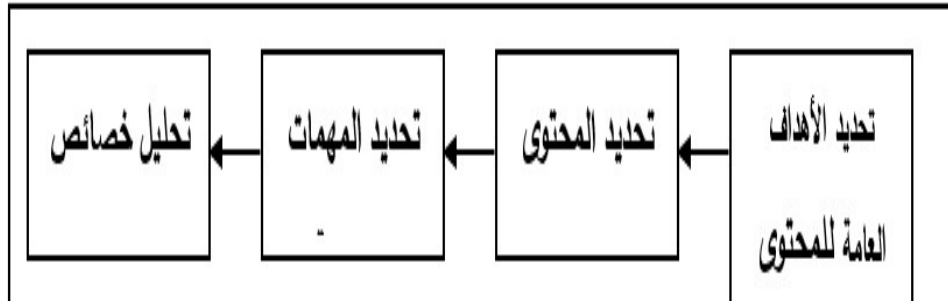 تحديد الأهداف
العامة للمحتوى
تحديد المحتوى
تحديد المهمات
تحليل خصائص